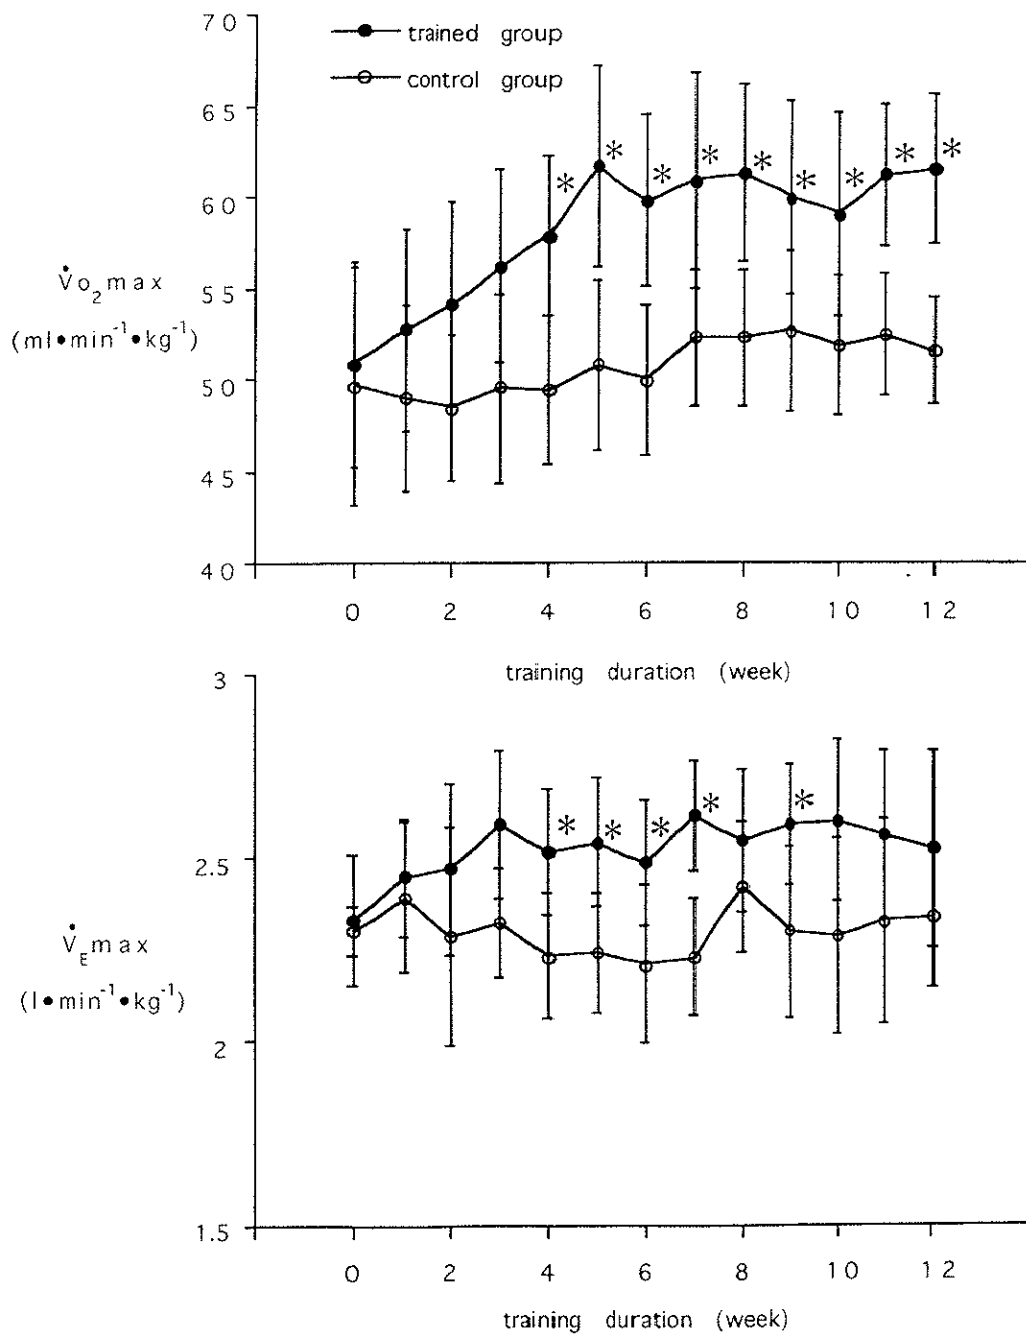 70
trained group
control group
65
60
55
50
45
40
V̇o₂max
(ml•min⁻¹•kg⁻¹)
* * * * * * * * *
0 2 4 6 8 10 12
training duration (week)
3
2.5
2
1.5
V̇ᴇmax
(l•min⁻¹•kg⁻¹)
* * * * *
0 2 4 6 8 10 12
training duration (week)